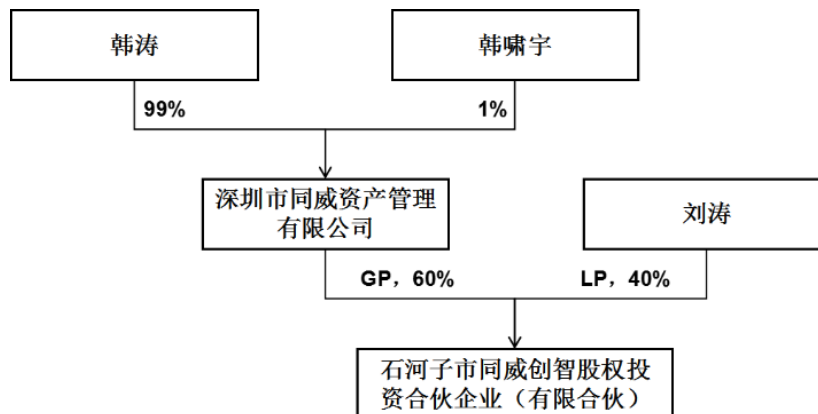 韩涛
韩啸宇
99%
1%
深圳市同威资产管理
有限公司
刘涛
GP，60%
LP，40%
石河子市同威创智股权投
资合伙企业（有限合伙）